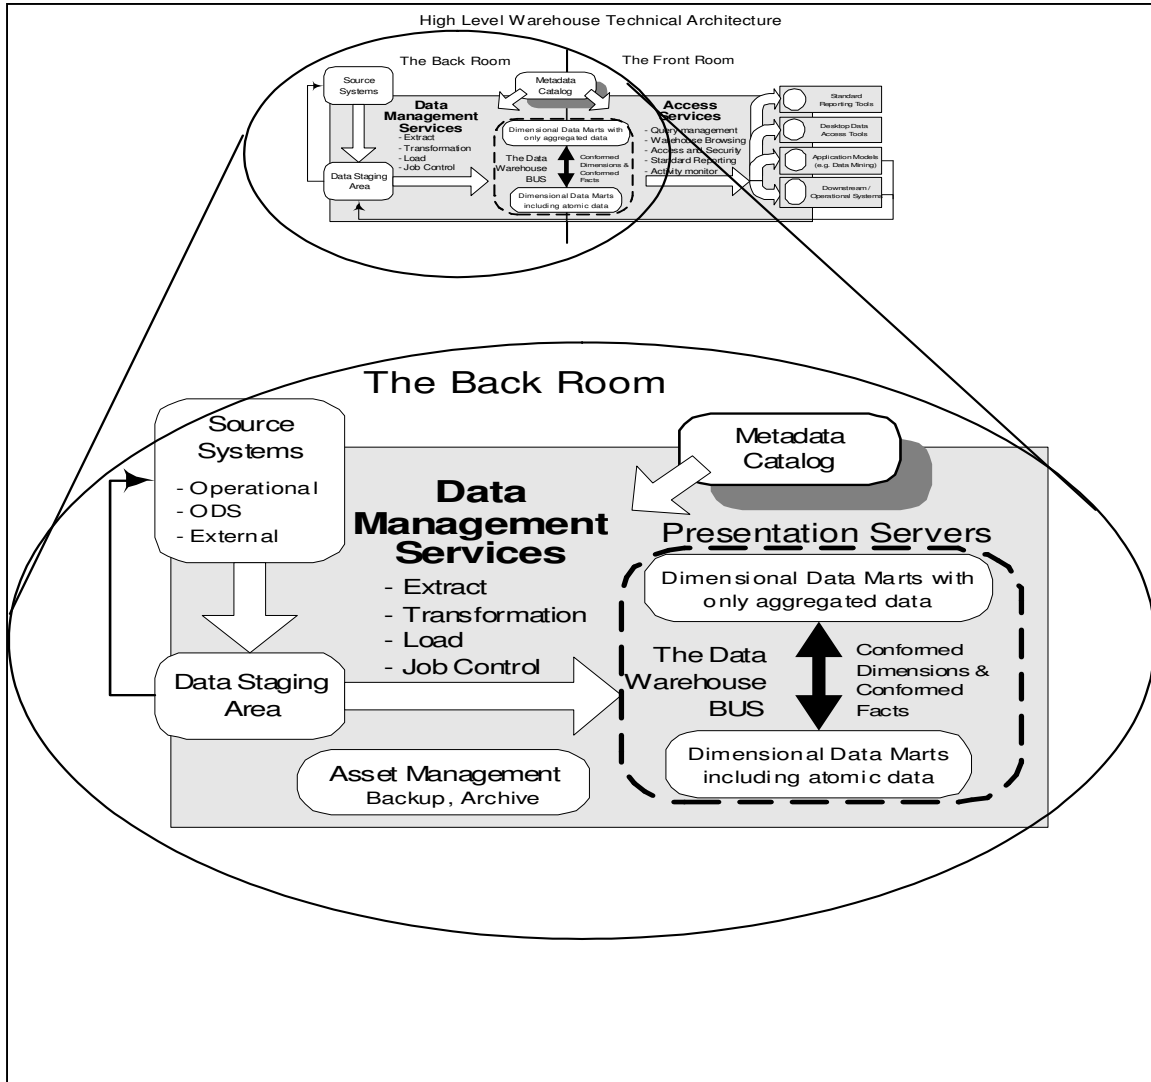 High Level Warehouse Technical Architecture
The Back Room
The Front Room
Source
Systems
Metadata
Catalog
Data
Management
Services
- Extract
- Transformation
- Load
- Job Control
Data Staging
Area
Dimensional Data Marts with
only aggregated data
The Data
Warehouse
BUS
Conformed
Dimensions &
Conformed
Facts
Dimensional Data Marts
including atomic data
Access
Services
- Query management
- Warehouse Browsing
- Access and Security
- Standard Reporting
- Activity monitor
Standard
Reporting Tools
Desktop Data
Access Tools
Application Models
(e.g. Data Mining)
Downstream /
Operational Systems
The Back Room
Source
Systems
- Operational
- ODS
- External
Metadata
Catalog
Data
Management
Services
- Extract
- Transformation
- Load
- Job Control
Presentation Servers
Dimensional Data Marts with
only aggregated data
The Data
Warehouse
BUS
Conformed
Dimensions &
Conformed
Facts
Data Staging
Area
Dimensional Data Marts
including atomic data
Asset Management
Backup, Archive